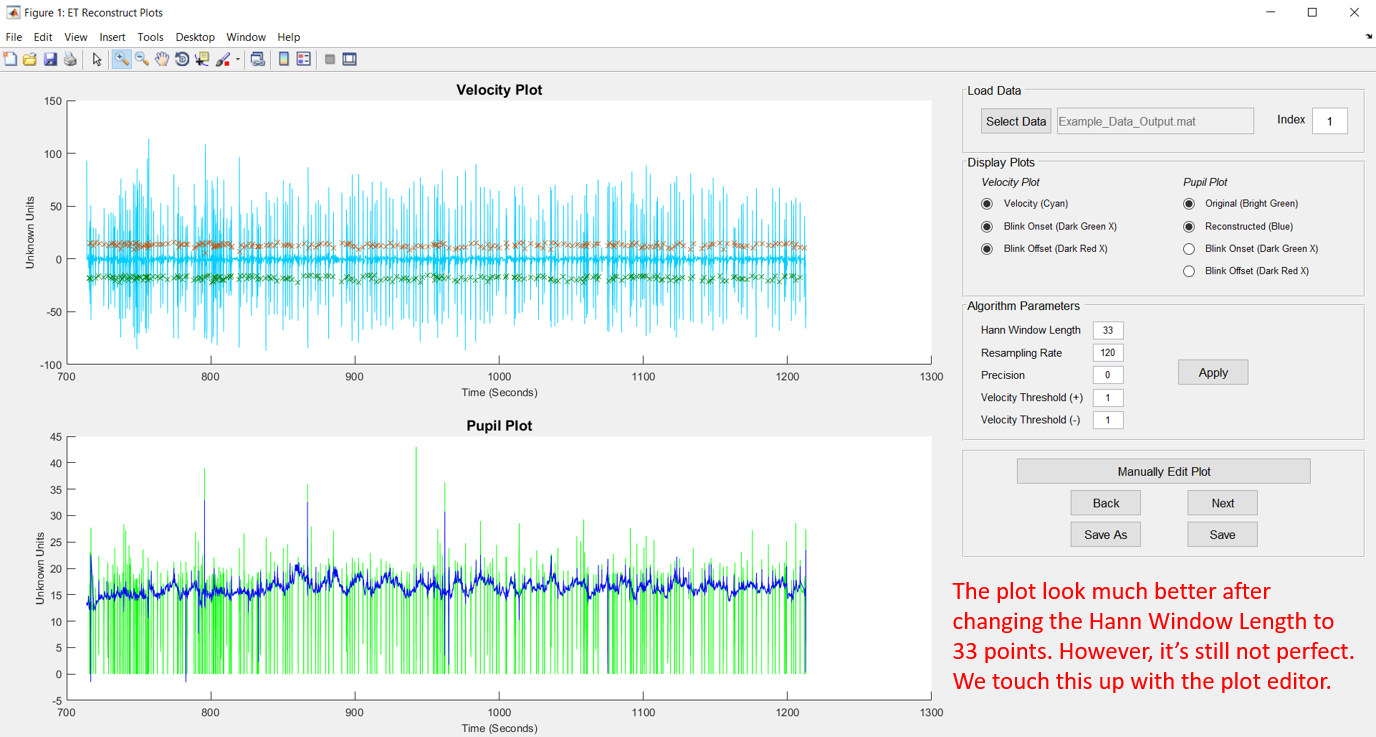 Figure 1: ET Reconstruct Plots
File Edit View Insert Tools Desktop Window Help
Velocity Plot
150
100
50
0
-50
-100
Unknown Units
700 800 900 1000 1100 1200 1300
Time (Seconds)
Pupil Plot
45
40
35
30
25
20
15
10
5
0
-5
Unknown Units
700 800 900 1000 1100 1200 1300
Time (Seconds)
Load Data
Select Data Example_Data_Output.mat Index 1
Display Plots
Velocity Plot Pupil Plot
Velocity (Cyan) Original (Bright Green)
Blink Onset (Dark Green X) Reconstructed (Blue)
Blink Offset (Dark Red X) Blink Onset (Dark Green X)
Blink Offset (Dark Red X)
Algorithm Parameters
Hann Window Length 33
Resampling Rate 120
Precision 0
Velocity Threshold (+) 1
Velocity Threshold (-) 1
Apply
Manually Edit Plot
Back Next
Save As Save
The plot look much better after
changing the Hann Window Length to
33 points. However, it’s still not perfect.
We touch this up with the plot editor.